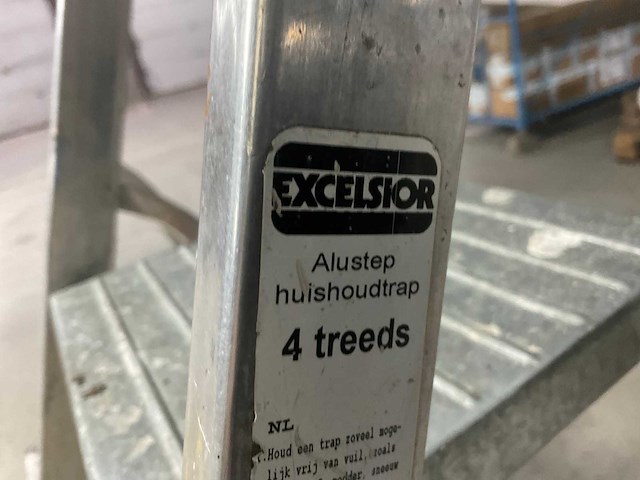 EXCELSIOR
Alustep
huishoudtrap
4 treeds
NL
Houd een trap zoveel moge-
lijk vrij van vuil, zoals
modder, sneeuw